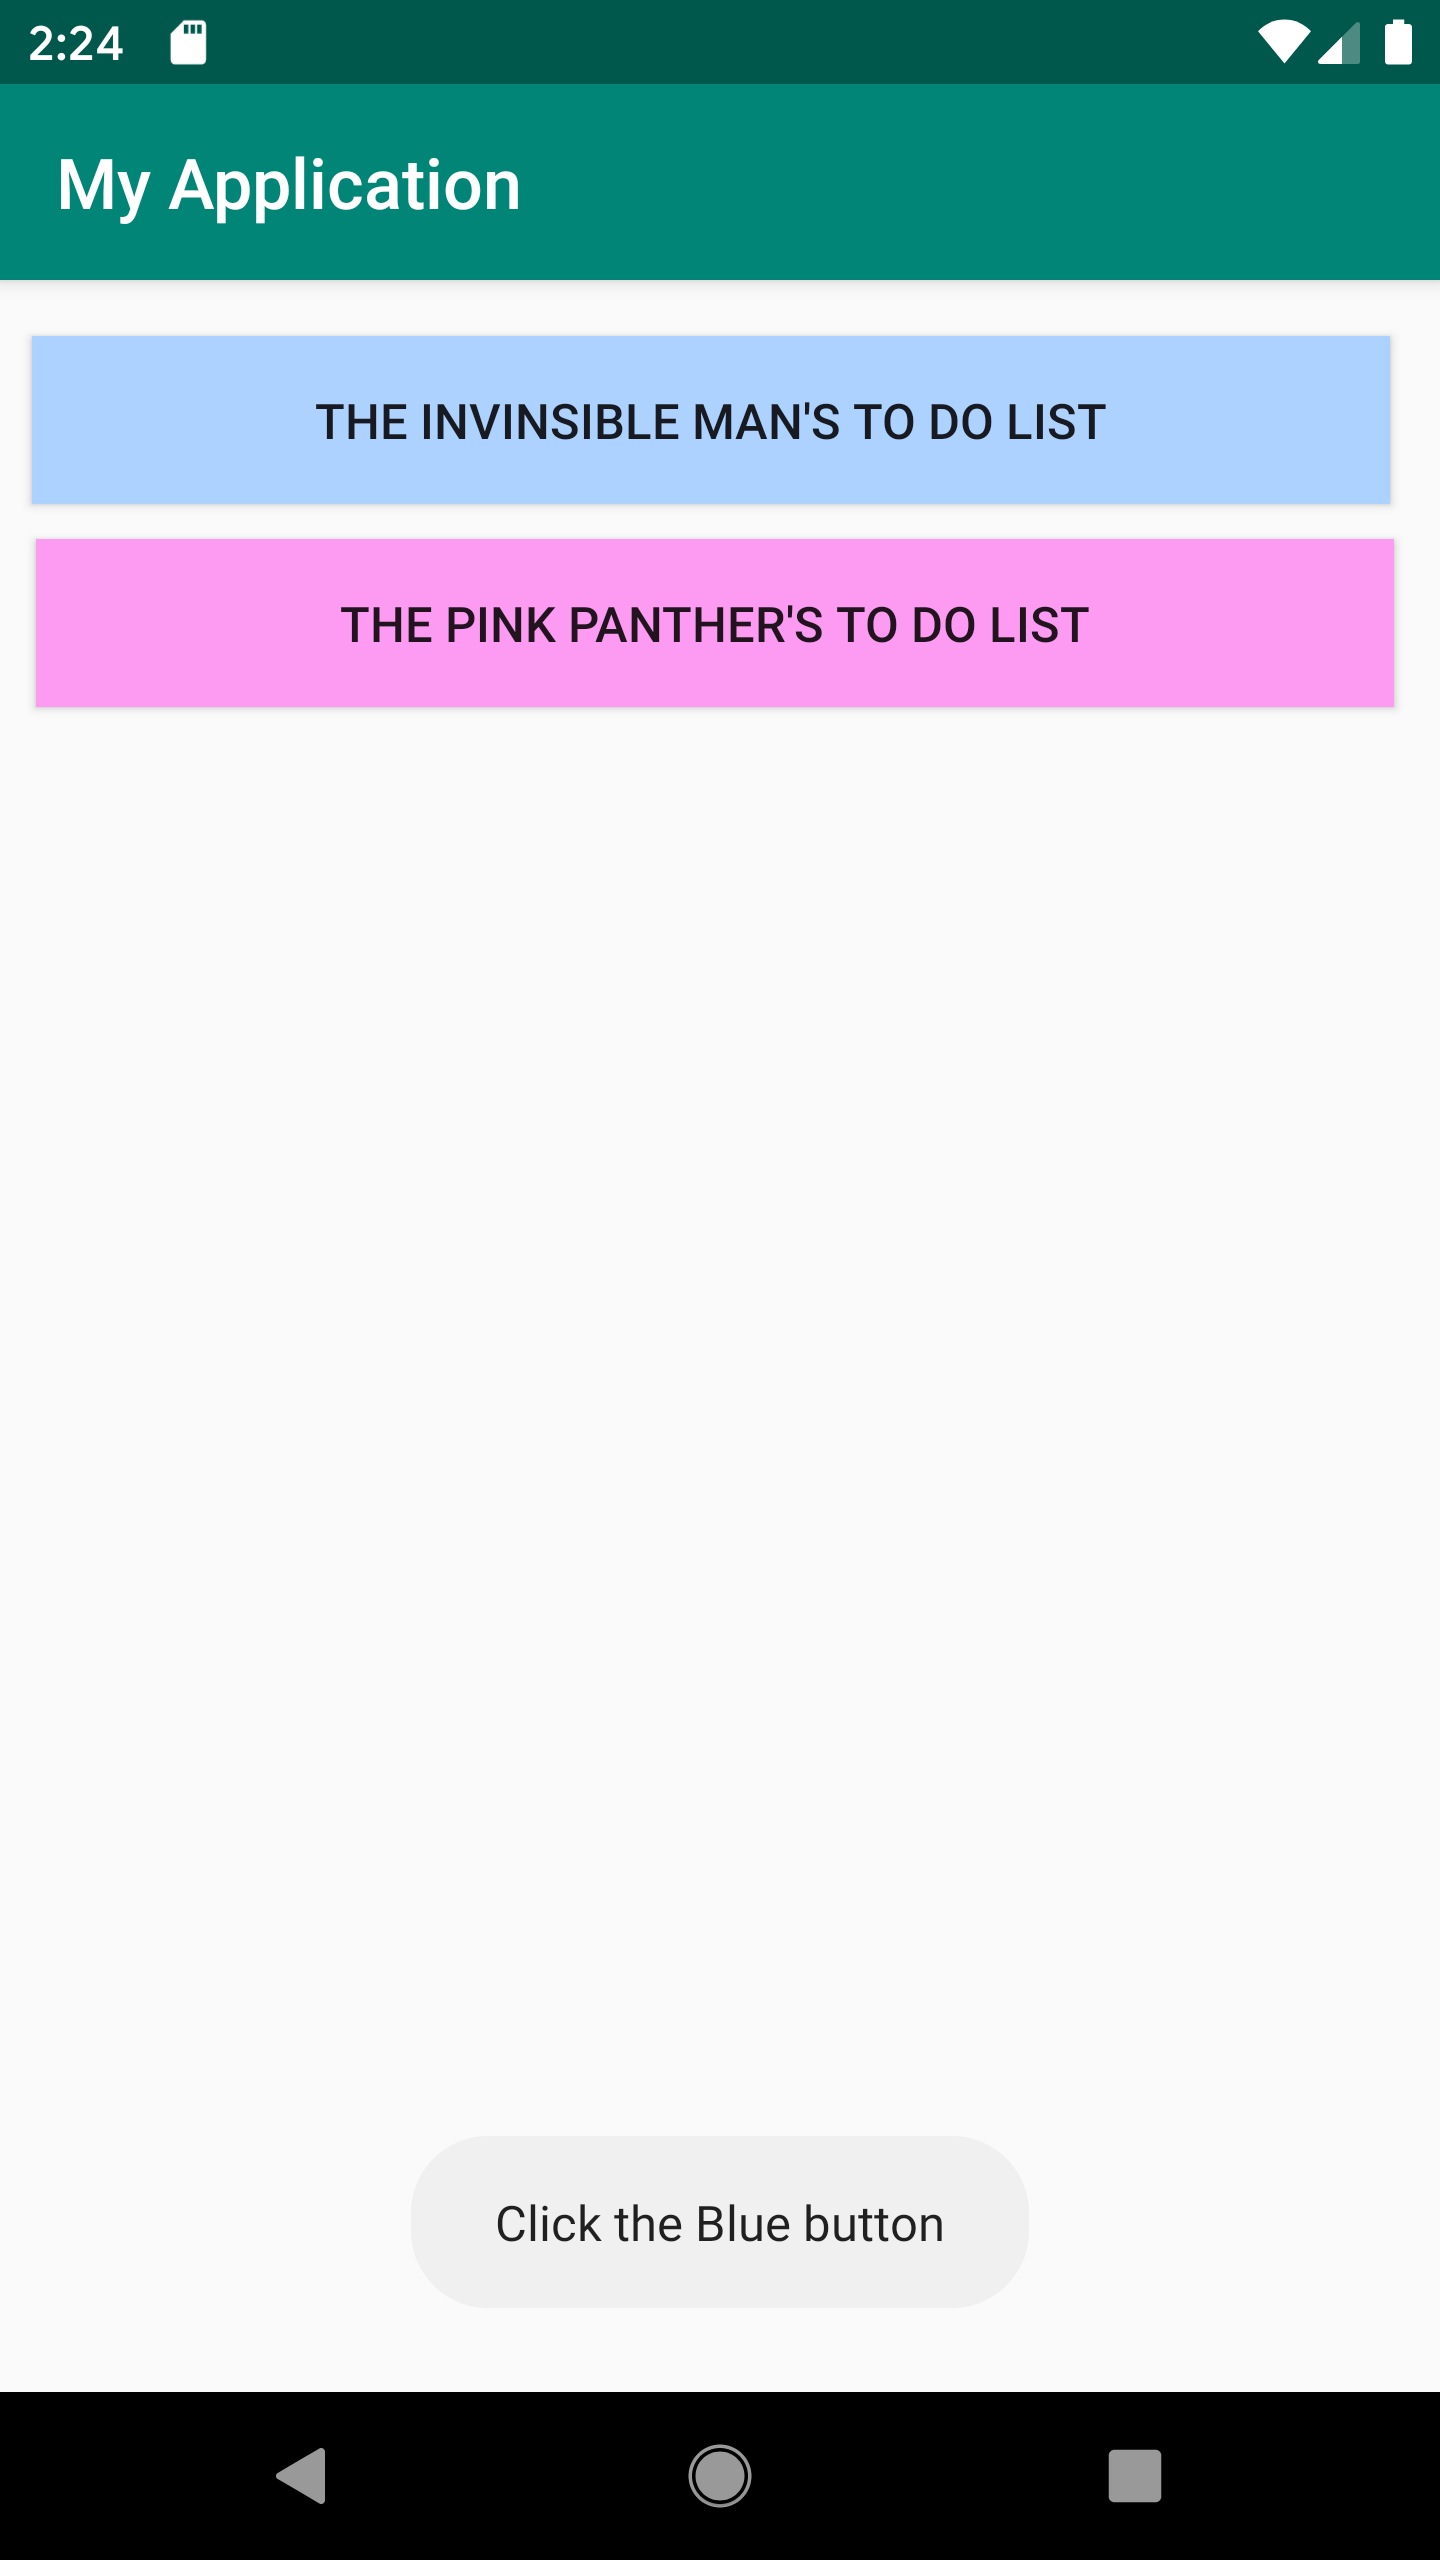 2:24
My Application
THE INVINSIBLE MAN'S TO DO LIST
THE PINK PANTHER'S TO DO LIST
Click the Blue button